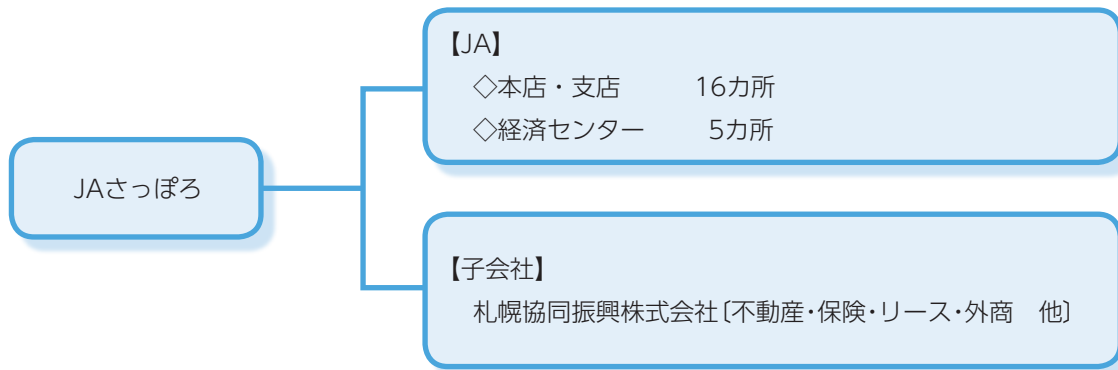 JAさっぽろ
【JA】
◇本店・支店　　　16カ所
◇経済センター　　　5カ所
【子会社】
札幌協同振興株式会社〔不動産・保険・リース・外商　他〕